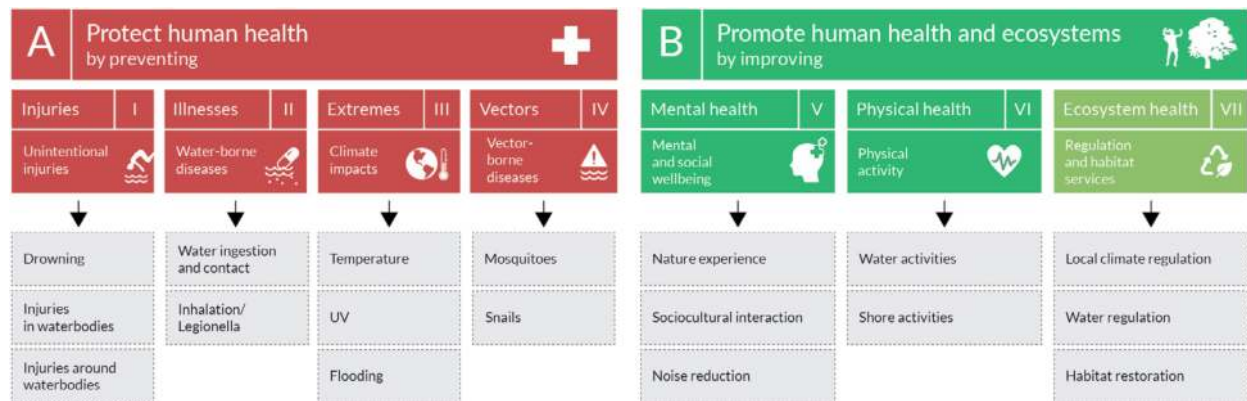 A
Protect human health
by preventing
Injuries I
Unintentional
injuries
Drowning
Injuries
in waterbodies
Injuries around
waterbodies
Illnesses II
Water-borne
diseases
Water ingestion
and contact
Inhalation/
Legionella
Extremes III
Climate
impacts
Temperature
UV
Flooding
Vectors IV
Vector-
borne
diseases
Mosquitoes
Snails
B
Promote human health and ecosystems
by improving
Mental health V
Mental
and social
wellbeing
Nature experience
Sociocultural interaction
Noise reduction
Physical health VI
Physical
activity
Water activities
Shore activities
Ecosystem health VII
Regulation
and habitat
services
Local climate regulation
Water regulation
Habitat restoration